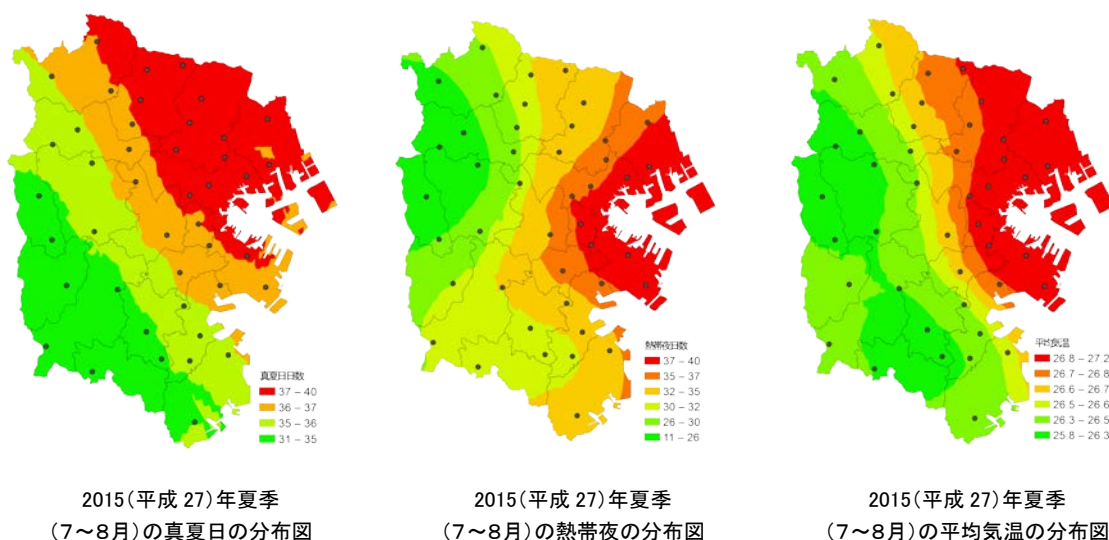 真夏日日数
37 – 40
36 – 37
35 – 36
31 – 35
熱帯夜日数
37 – 40
35 – 37
32 – 35
30 – 32
26 – 30
11 – 26
平均気温
26.8 – 27.2
26.7 – 26.8
26.6 – 26.7
26.5 – 26.6
26.3 – 26.5
25.8 – 26.3
2015(平成 27)年夏季
(7~8月)の真夏日の分布図
2015(平成 27)年夏季
(7~8月)の熱帯夜の分布図
2015(平成 27)年夏季
(7~8月)の平均気温の分布図